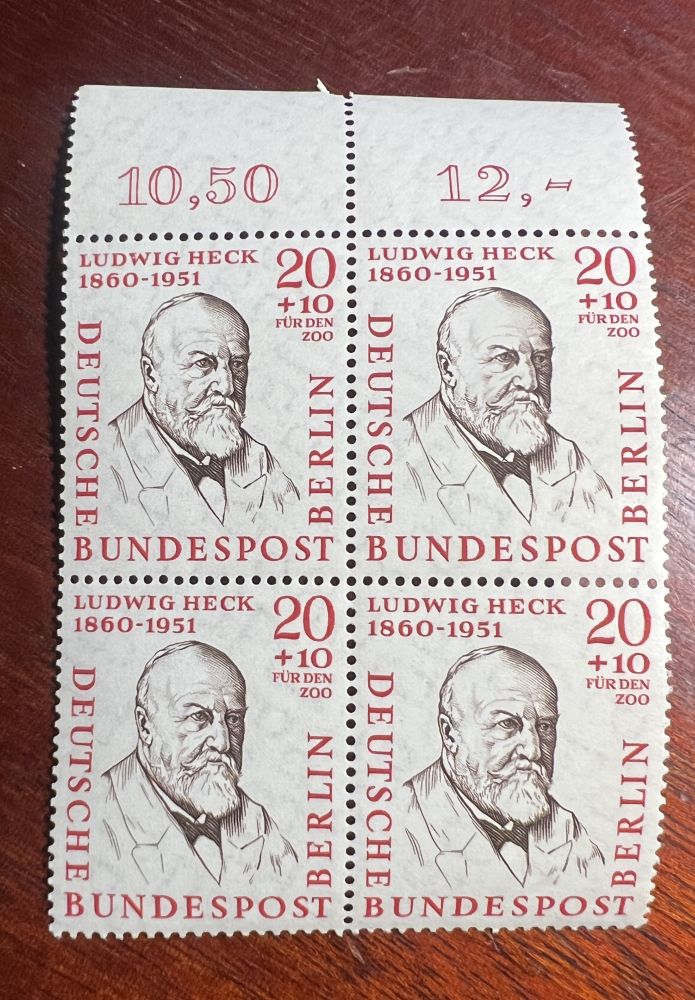 10,50
12,-
LUDWIG HECK
1860-1951
20
+10
FÜR DEN
ZOO
DEUTSCHE
BUNDESPOST
BERLIN
LUDWIG HECK
1860-1951
20
+10
FÜR DEN
ZOO
DEUTSCHE
BUNDESPOST
BERLIN
LUDWIG HECK
1860-1951
20
+10
FÜR DEN
ZOO
DEUTSCHE
BUNDESPOST
BERLIN
LUDWIG HECK
1860-1951
20
+10
FÜR DEN
ZOO
DEUTSCHE
BUNDESPOST
BERLIN